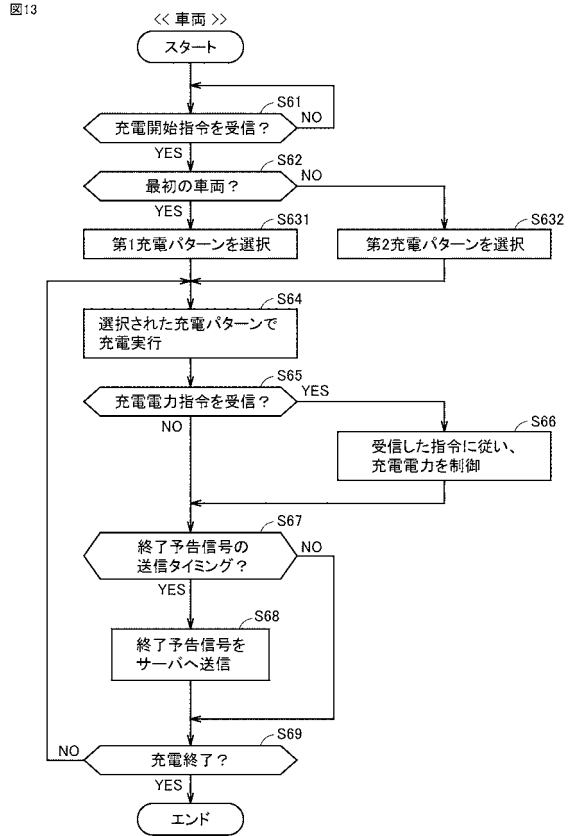 図13
<< 車両 >>
スタート
S61
充電開始指令を受信？
NO
YES
S62
最初の車両？
NO
YES
S631
第1充電パターンを選択
S632
第2充電パターンを選択
S64
選択された充電パターンで
充電実行
S65
充電電力指令を受信？
YES
NO
S66
受信した指令に従い、
充電電力を制御
S67
終了予告信号の
送信タイミング？
NO
YES
S68
終了予告信号を
サーバへ送信
S69
充電終了？
NO
YES
エンド